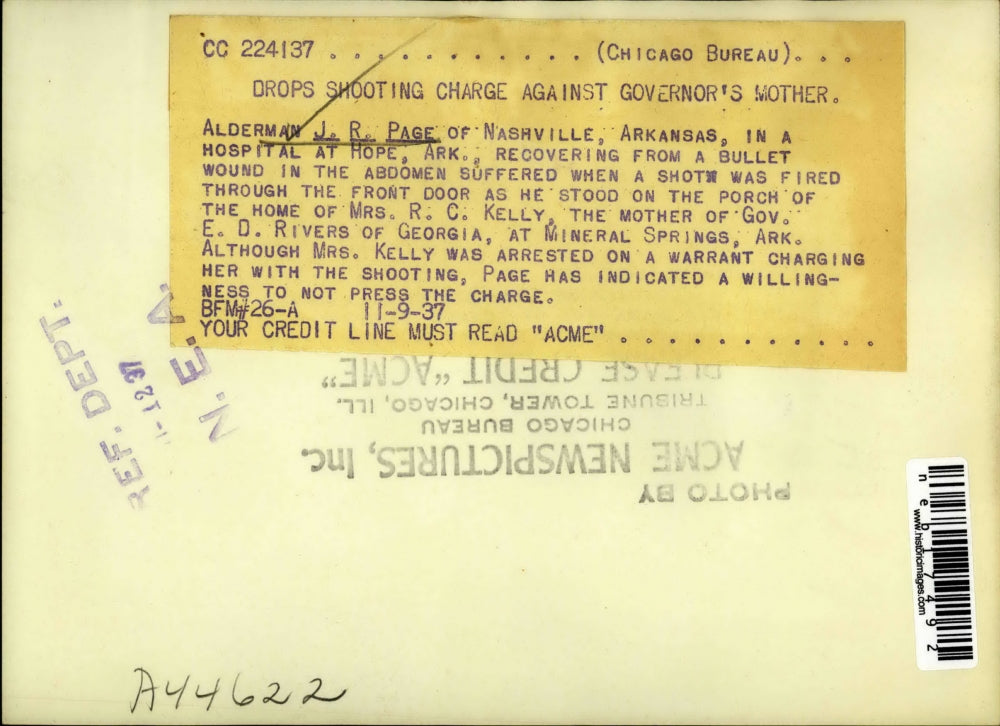 CC 224137 . . . . . . . . . . . . (CHICAGO BUREAU). . .
DROPS SHOOTING CHARGE AGAINST GOVERNOR'S MOTHER.
ALDERMAN J. R. PAGE OF NASHVILLE, ARKANSAS, IN A
HOSPITAL AT HOPE, ARK., RECOVERING FROM A BULLET
WOUND IN THE ABDOMEN SUFFERED WHEN A SHOT WAS FIRED
THROUGH THE FRONT DOOR AS HE STOOD ON THE PORCH OF
THE HOME OF MRS. R. C. KELLY, THE MOTHER OF GOV.
E. D. RIVERS OF GEORGIA, AT MINERAL SPRINGS, ARK.
ALTHOUGH MRS. KELLY WAS ARRESTED ON A WARRANT CHARGING
HER WITH THE SHOOTING, PAGE HAS INDICATED A WILLING-
NESS TO NOT PRESS THE CHARGE.
BFM#26-A 11-9-37
YOUR CREDIT LINE MUST READ "ACME" . . . . . . . . . . . .
REF. DEPT.
11-12 37
N. E. A.
PHOTO BY
ACME NEWSPICTURES, Inc.
CHICAGO BUREAU
TRIBUNE TOWER, CHICAGO, ILL.
PLEASE CREDIT "ACME"
neb17492
www.historicimages.com
A44622